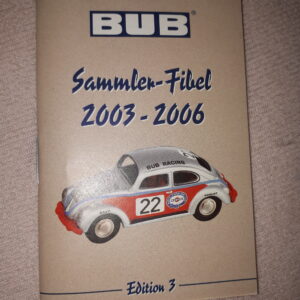 BUB®
Sammler-Fibel
2003-2006
BUB RACING
22
Edition 3